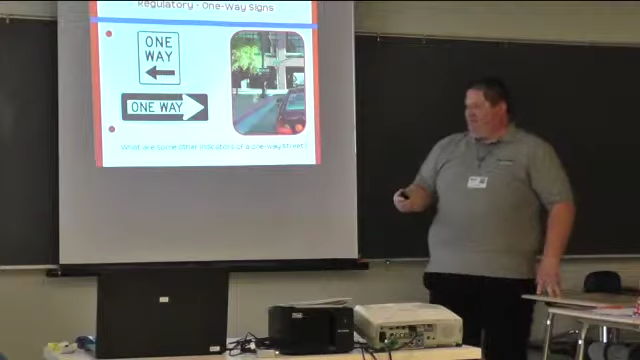 Regulatory - One-Way Signs
ONE
WAY
ONE WAY
What are some other indicators of a one-way street?